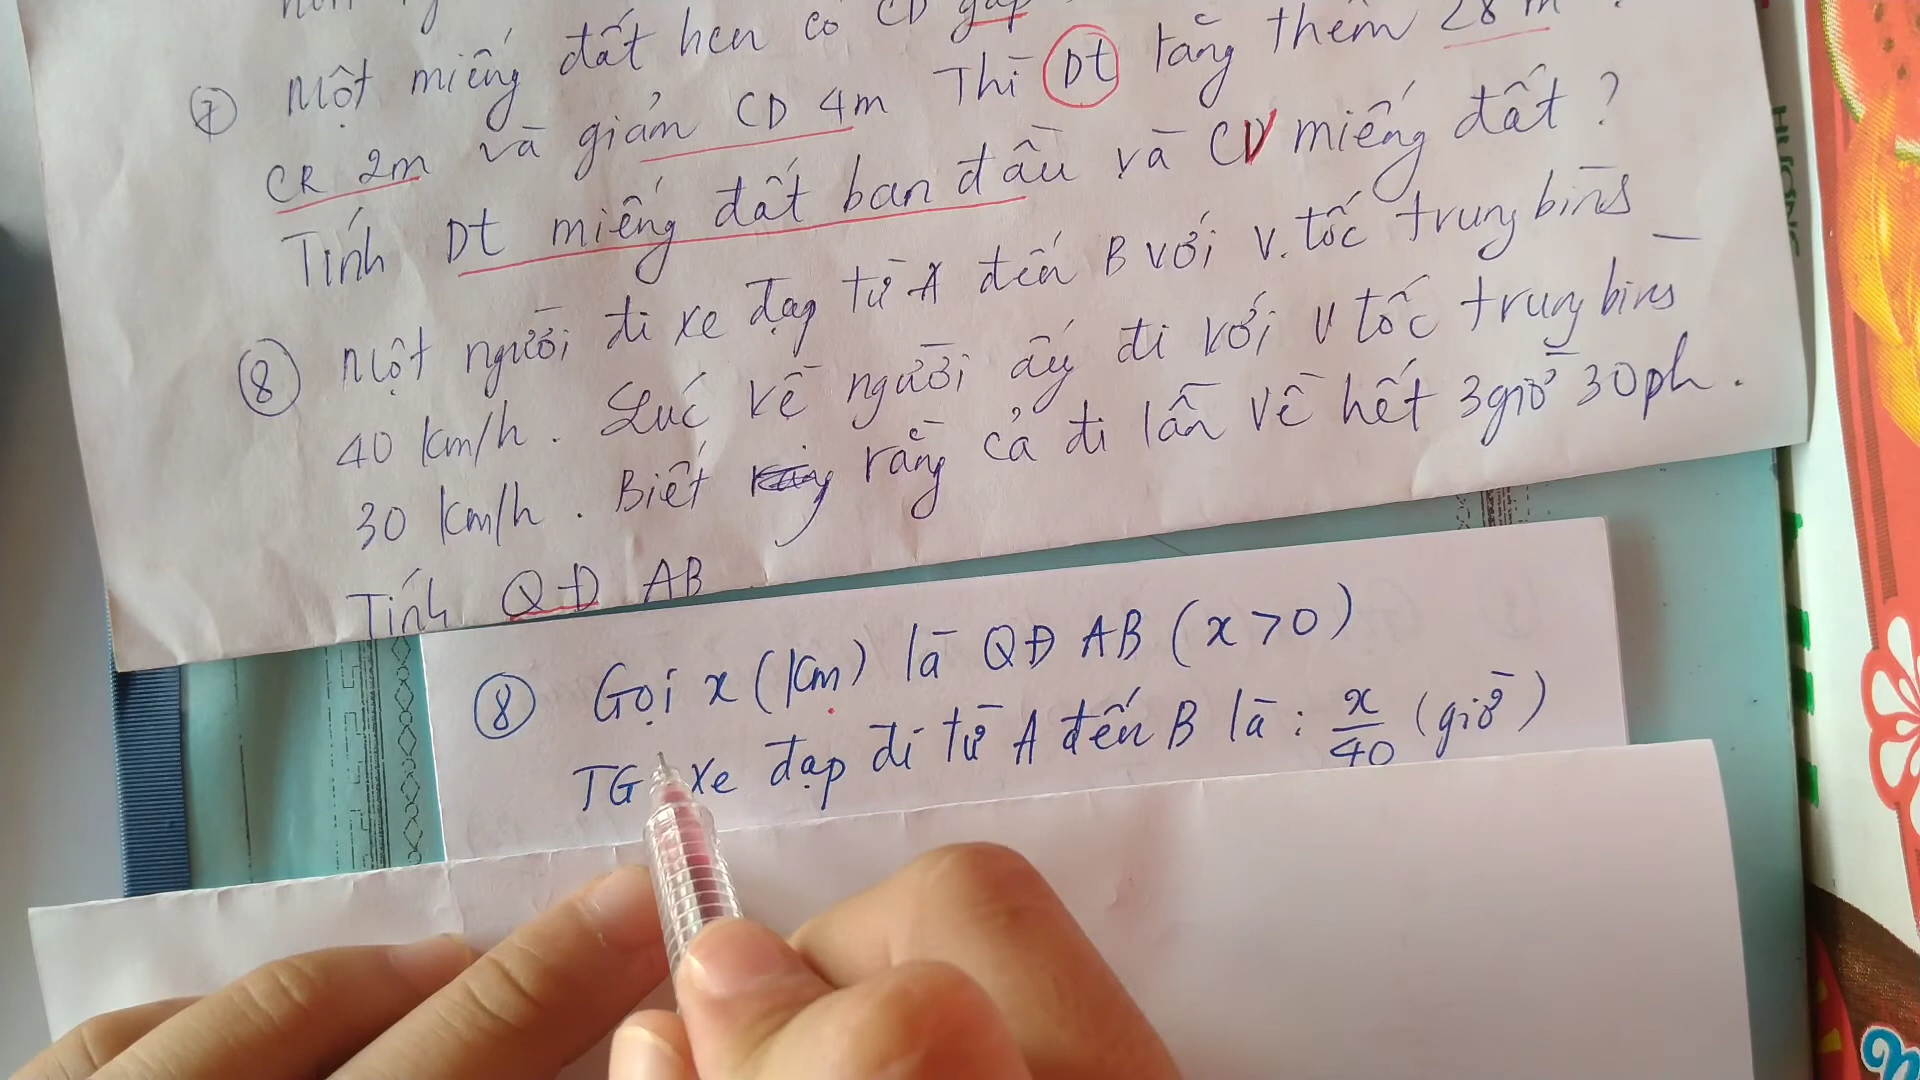 ⑦ Một miếng đất hcn có CD gấp
CR 2m và giảm CD 4m Thì Dt tăng thêm 28 m
Tính Dt miếng đất ban đầu và CV miếng đất ?
⑧ Một người đi xe đạp từ A đến B với v. tốc trung bình
40 km/h. Lúc về người ấy đi với v tốc trung bình
30 km/h. Biết rằng cả đi lẫn về hết 3 giờ 30 ph.
Tính QĐ AB
⑧ Gọi x (km) là QĐ AB (x > 0)
TG xe đạp đi từ A đến B là : x/40 (giờ)